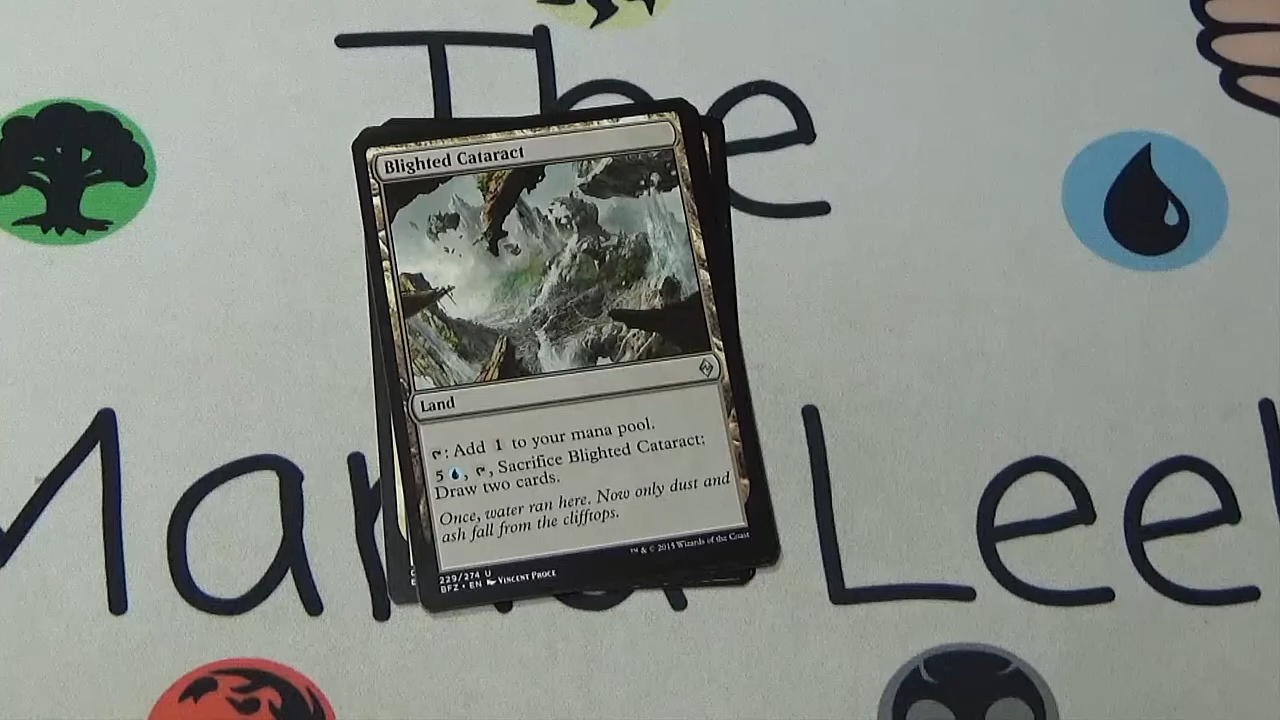 The
Blighted Cataract
Land
: Add 1 to your mana pool.
5 , , Sacrifice Blighted Cataract:
Draw two cards.
Once, water ran here. Now only dust and
ash fall from the clifftops.
™ & © 2015 Wizards of the Coast
229/274 U
BFZ • EN Vincent Proce